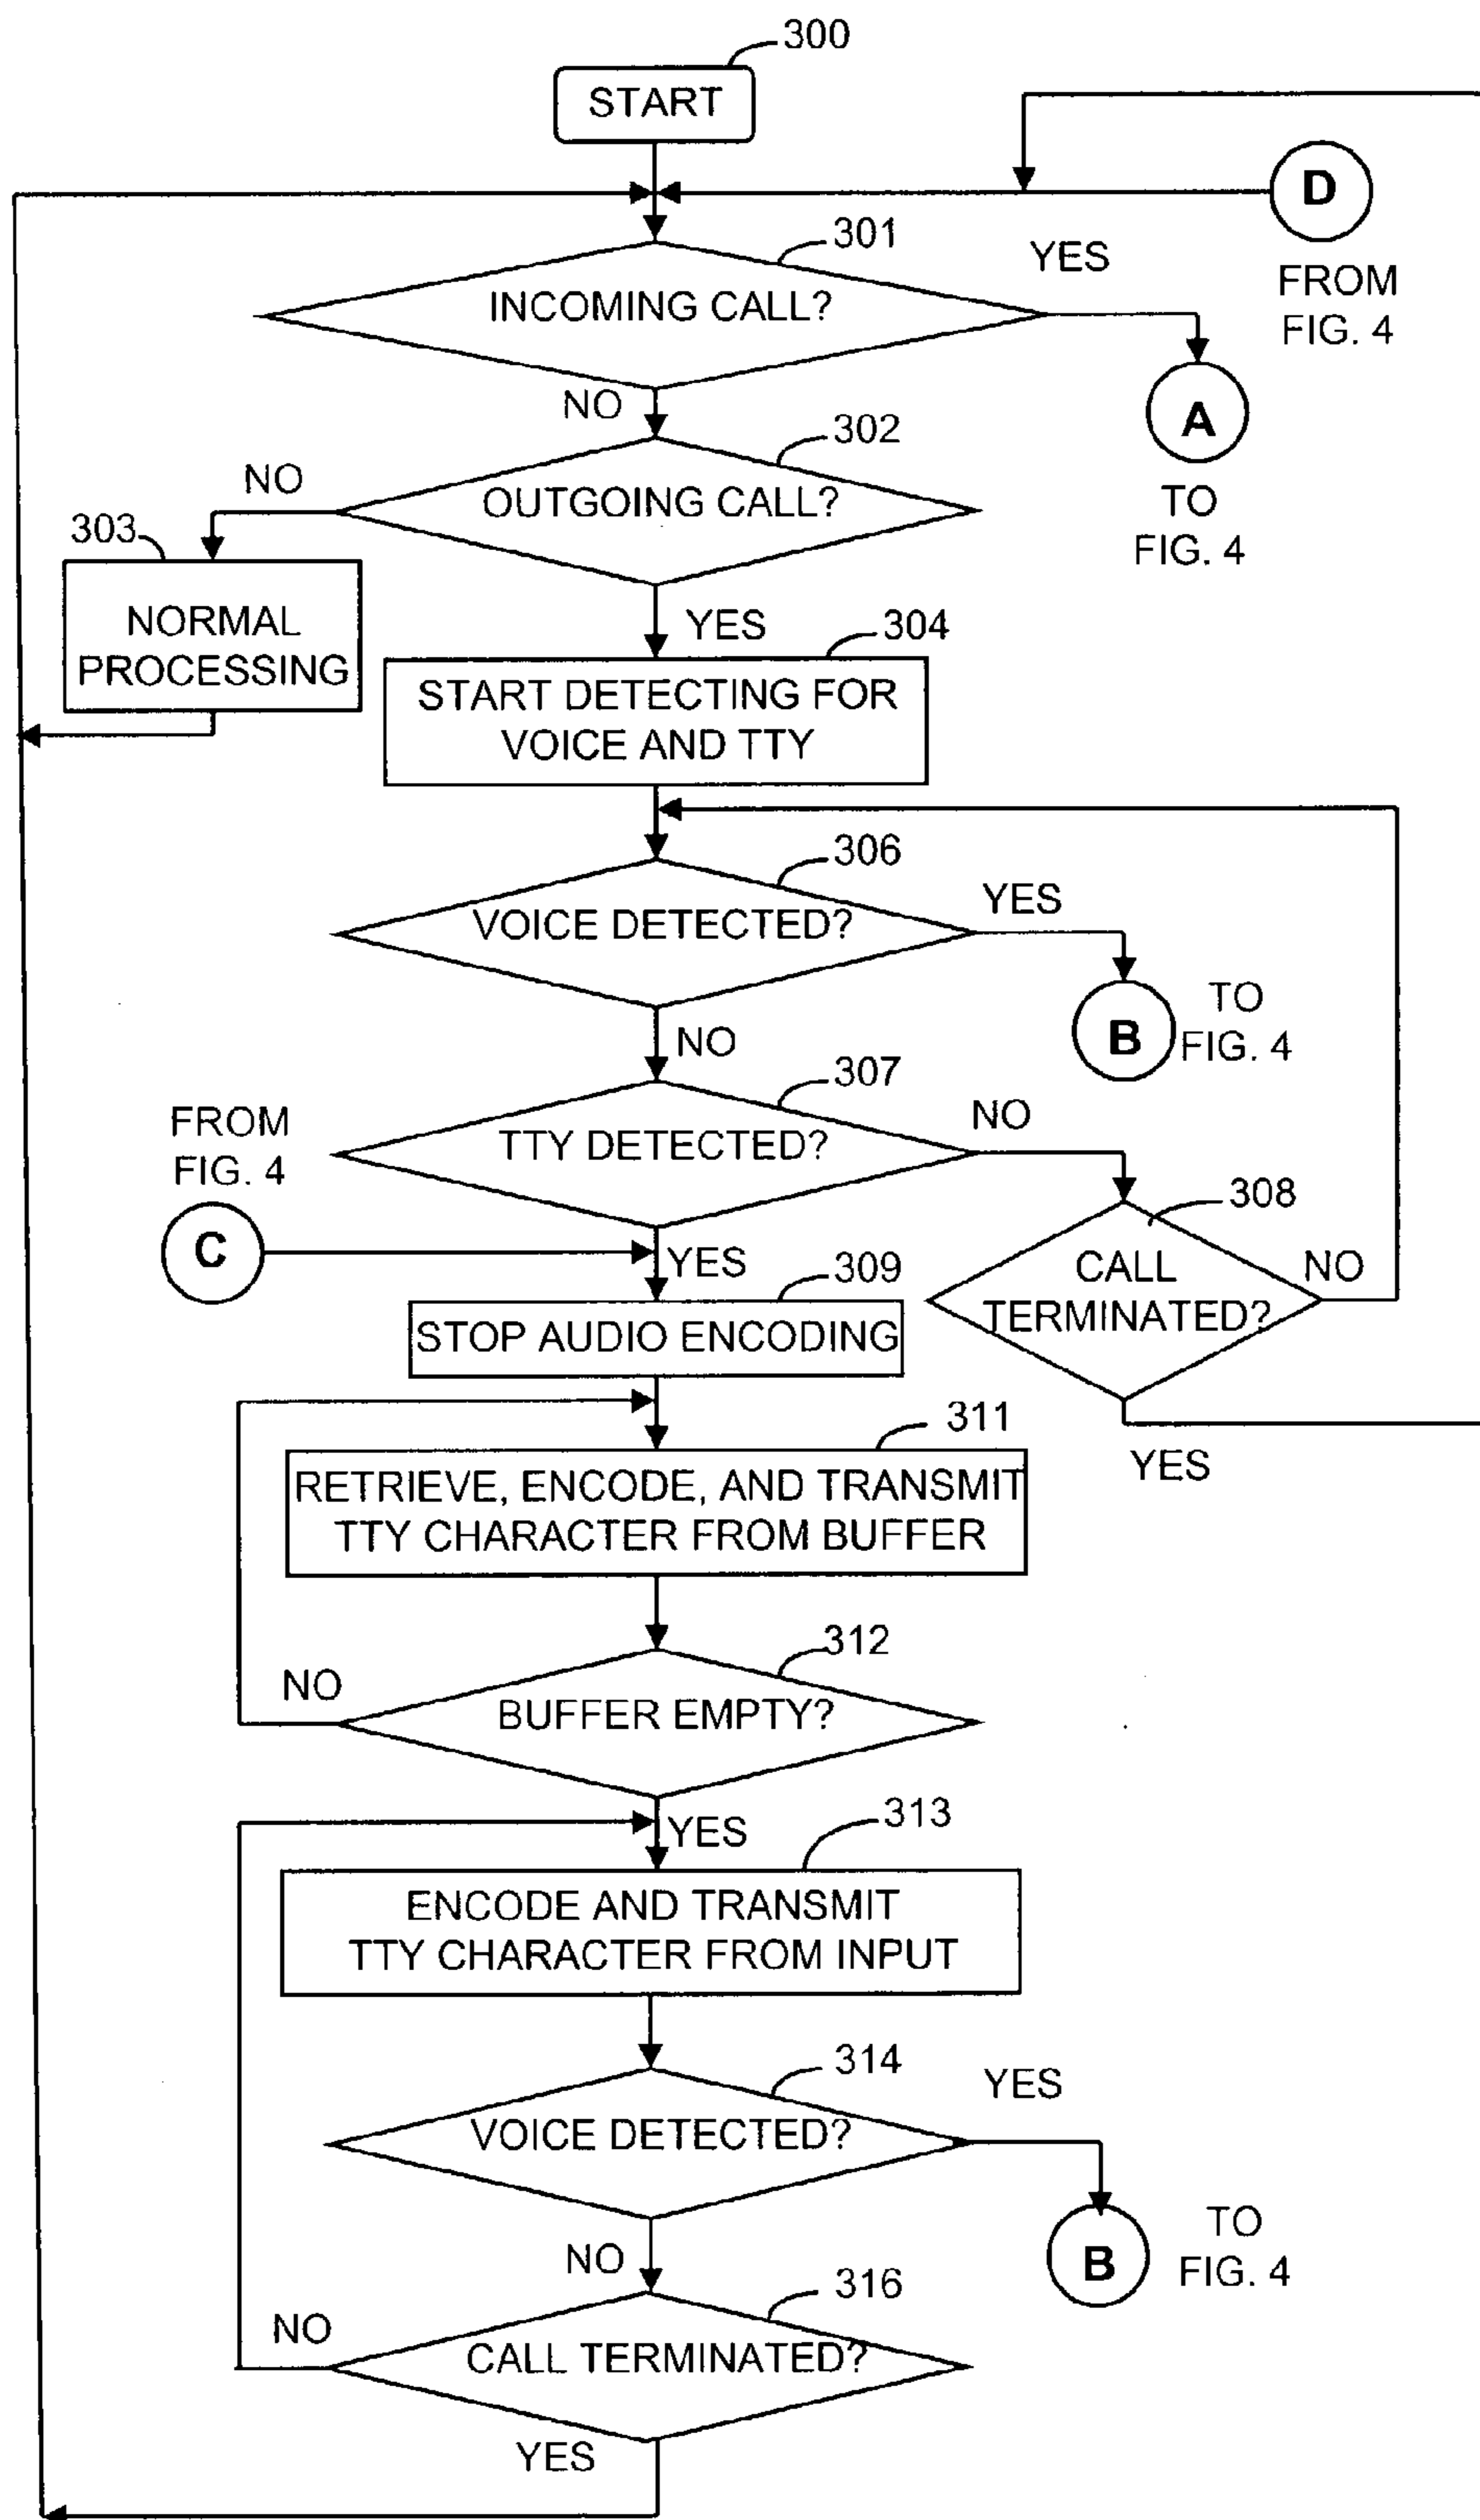 300
START
D
FROM
FIG. 4
301
YES
INCOMING CALL?
A
TO
FIG. 4
NO
302
OUTGOING CALL?
NO
303
NORMAL
PROCESSING
YES
304
START DETECTING FOR
VOICE AND TTY
306
VOICE DETECTED?
YES
B
TO
FIG. 4
NO
307
TTY DETECTED?
NO
308
CALL
TERMINATED?
NO
YES
FROM
FIG. 4
C
YES
309
STOP AUDIO ENCODING
311
RETRIEVE, ENCODE, AND TRANSMIT
TTY CHARACTER FROM BUFFER
312
BUFFER EMPTY?
NO
YES
313
ENCODE AND TRANSMIT
TTY CHARACTER FROM INPUT
314
VOICE DETECTED?
YES
B
TO
FIG. 4
NO
316
CALL TERMINATED?
NO
YES